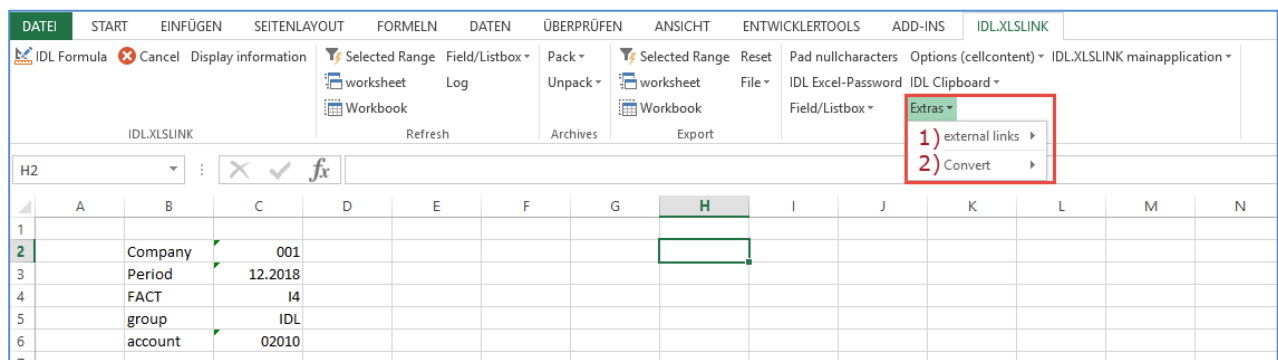 DATEI START EINFÜGEN SEITENLAYOUT FORMELN DATEN ÜBERPRÜFEN ANSICHT ENTWICKLERTOOLS ADD-INS IDL.XLSLINK
IDL Formula Cancel Display information Selected Range Field/Listbox Pack Selected Range Reset Pad nullcharacters Options (cellcontent) IDL.XLSLINK mainapplication
worksheet Log Unpack worksheet File IDL Excel-Password IDL Clipboard
Workbook Workbook Field/Listbox Extras
IDL.XLSLINK Refresh Archives Export
1) external links
2) Convert
H2 fx
A B C D E F G H I J K L M N
1
2 Company 001
3 Period 12.2018
4 FACT I4
5 group IDL
6 account 02010